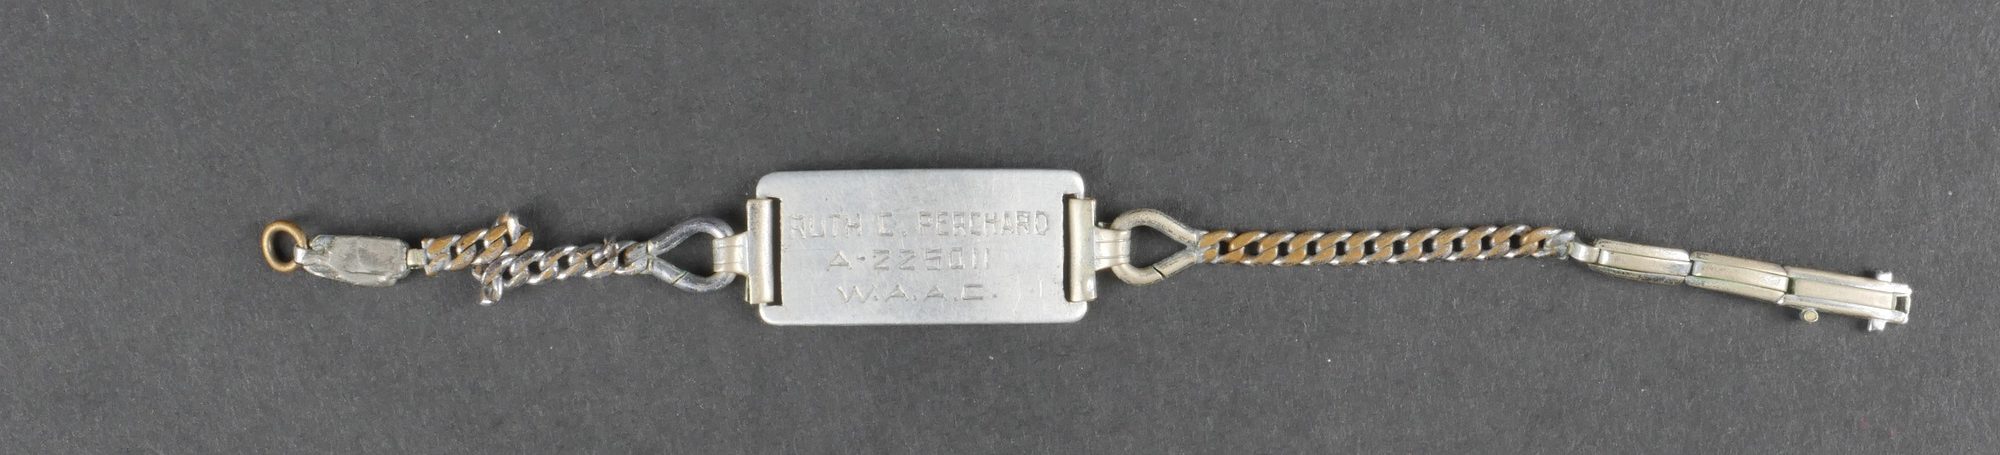 RUTH C. PERCHARD
A-225011
W.A.A.C.